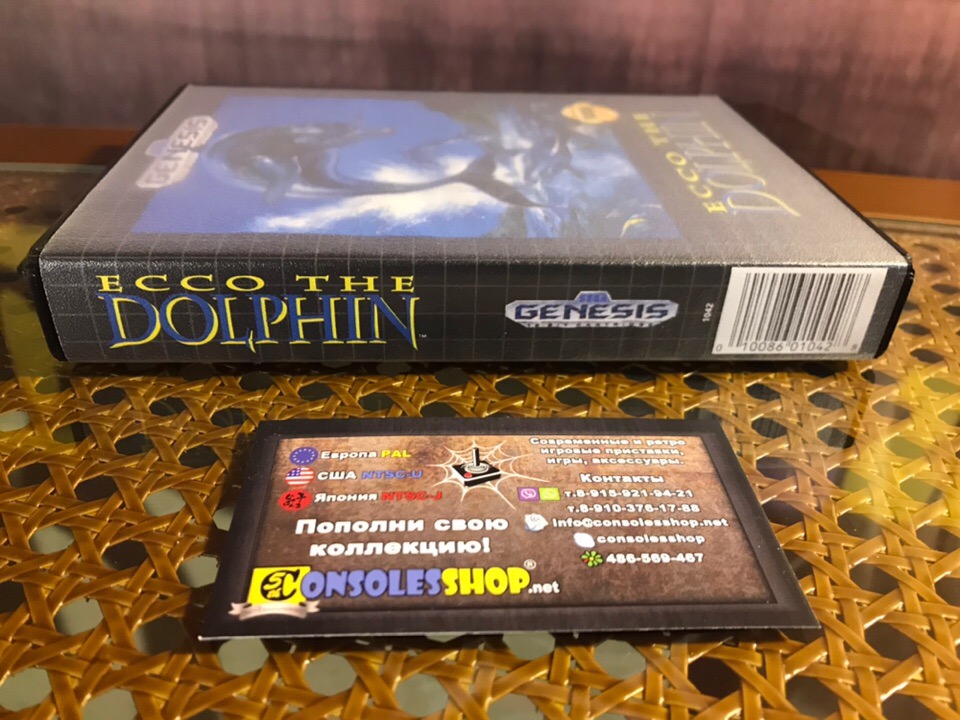 GENESIS
ECCO THE
DOLPHIN
ECCO THE
DOLPHIN
™
SEGA
GENESIS
1042
0 10086 01042 8
Европа PAL
США NTSC-U
Япония NTSC-J
Пополни свою
коллекцию!
CONSOLESSHOP®.net
Современные и ретро
игровые приставки,
игры, аксессуары.
Контакты
т.8-915-921-94-21
т.8-910-376-17-88
info@consolesshop.net
consolesshop
486-569-467